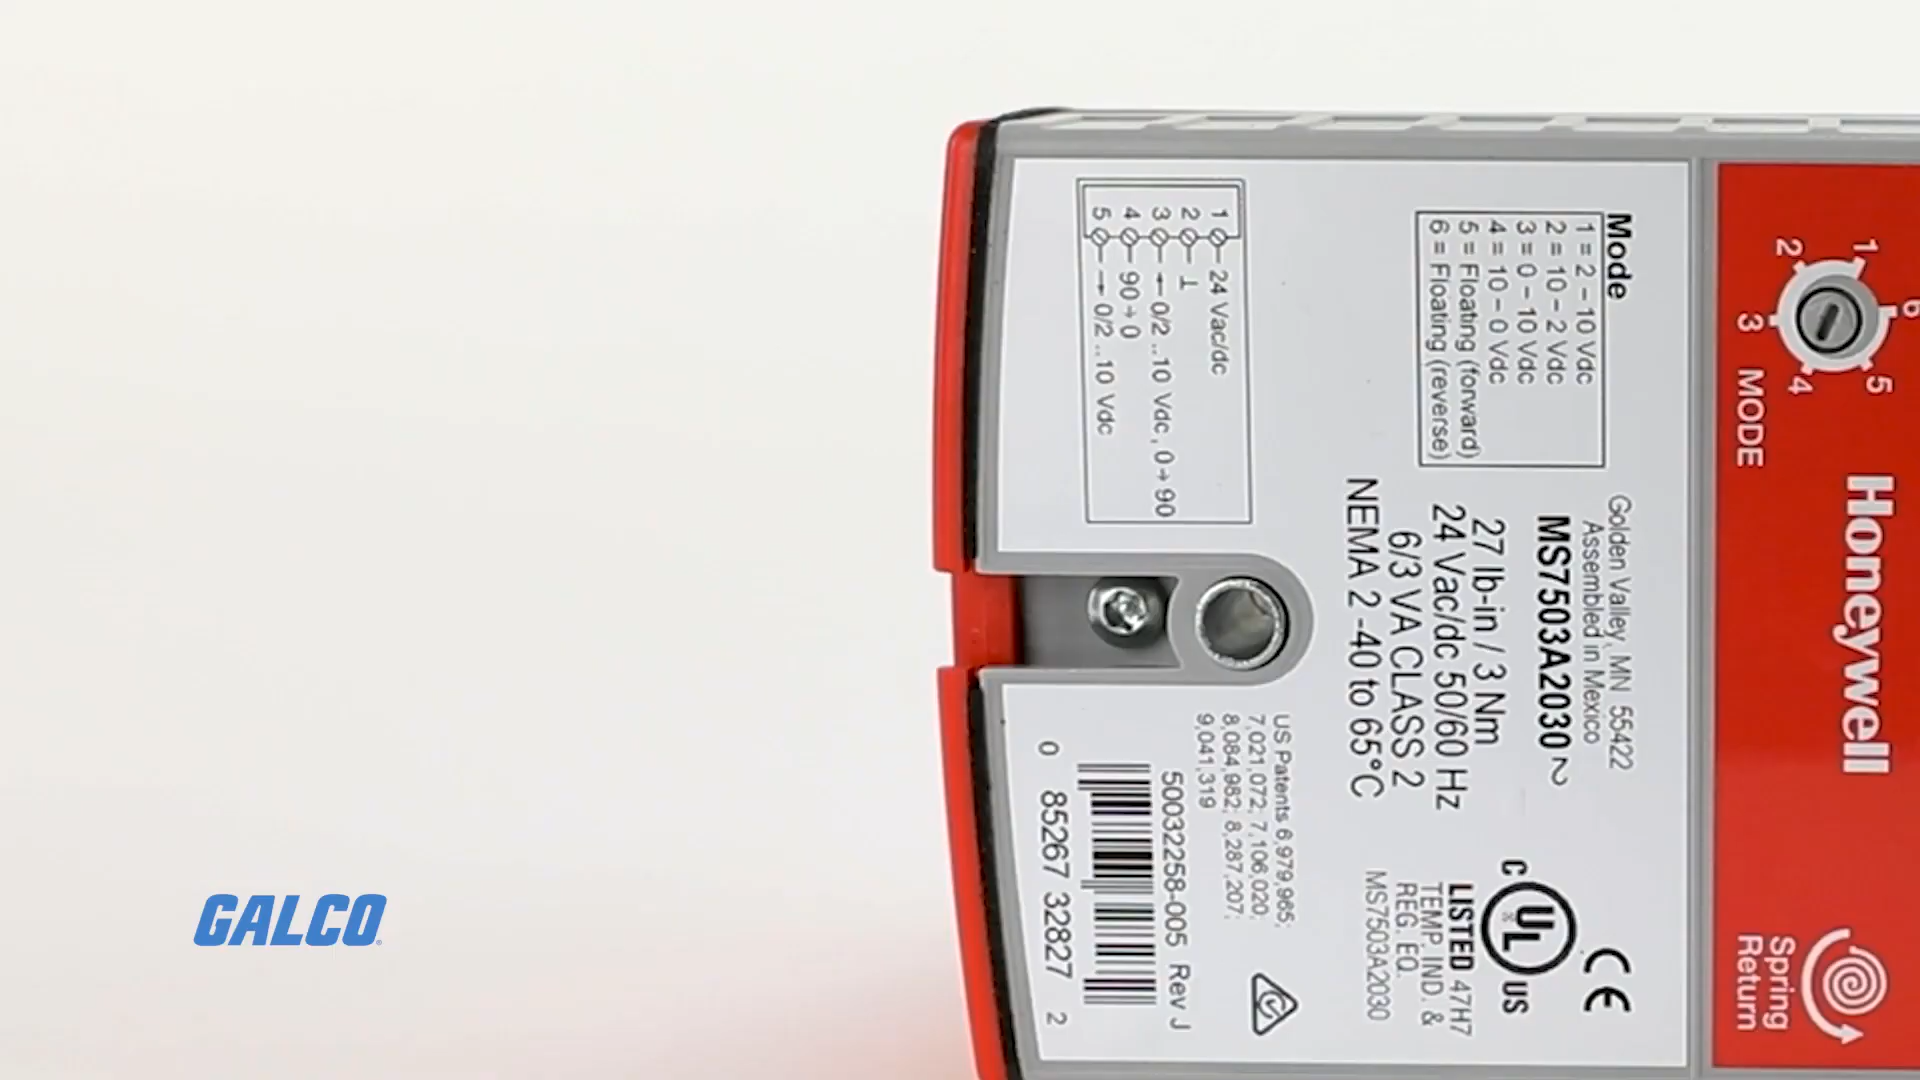 1 24 Vac/dc
2 ⊥
3 ← 0/2 .. 10 Vdc, 0→90
4 90→0
5 → 0/2 .. 10 Vdc
Mode
1 = 2 – 10 Vdc
2 = 10 – 2 Vdc
3 = 0 – 10 Vdc
4 = 10 – 0 Vdc
5 = Floating (forward)
6 = Floating (reverse)
1
2
3
4
5
6
MODE
Honeywell
Golden Valley, MN 55422
Assembled in Mexico
MS7503A2030 2
27 lb-in / 3 Nm
24 Vac/dc 50/60 Hz
6/3 VA CLASS 2
NEMA 2 -40 to 65°C
US Patents 6,979,965;
7,021,072; 7,106,020;
8,084,982; 8,287,207;
9,041,319
50032258-005 Rev J
0 85267 32827 2
CE
C UL US
LISTED 47H7
TEMP. IND. &
REG. EQ.
MS7503A2030
Spring
Return
GALCO